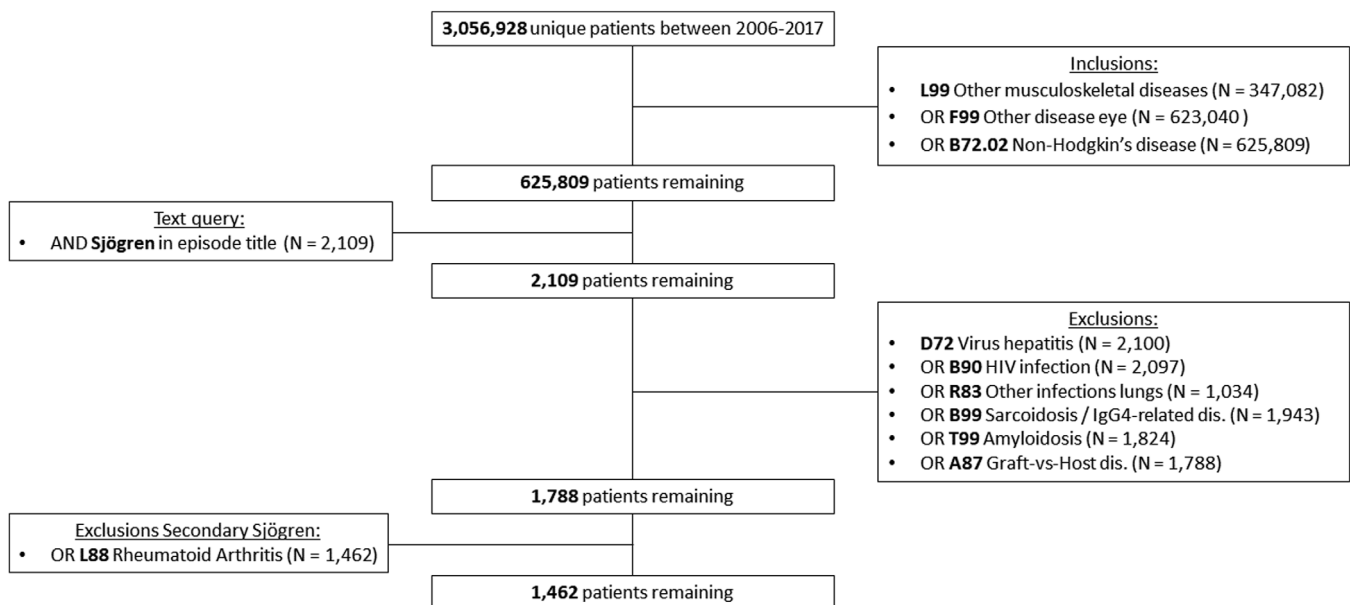 3,056,928 unique patients between 2006-2017
Inclusions:
• L99 Other musculoskeletal diseases (N = 347,082)
• OR F99 Other disease eye (N = 623,040 )
• OR B72.02 Non-Hodgkin's disease (N = 625,809)
625,809 patients remaining
Text query:
• AND Sjögren in episode title (N = 2,109)
2,109 patients remaining
Exclusions:
• D72 Virus hepatitis (N = 2,100)
• OR B90 HIV infection (N = 2,097)
• OR R83 Other infections lungs (N = 1,034)
• OR B99 Sarcoidosis / IgG4-related dis. (N = 1,943)
• OR T99 Amyloidosis (N = 1,824)
• OR A87 Graft-vs-Host dis. (N = 1,788)
1,788 patients remaining
Exclusions Secondary Sjögren:
• OR L88 Rheumatoid Arthritis (N = 1,462)
1,462 patients remaining